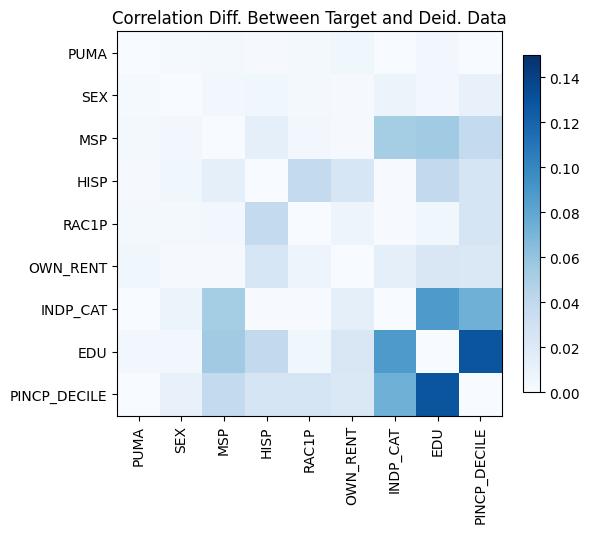 Correlation Diff. Between Target and Deid. Data
PUMA
SEX
MSP
HISP
RAC1P
OWN_RENT
INDP_CAT
EDU
PINCP_DECILE
PUMA
SEX
MSP
HISP
RAC1P
OWN_RENT
INDP_CAT
EDU
PINCP_DECILE
0.14
0.12
0.10
0.08
0.06
0.04
0.02
0.00